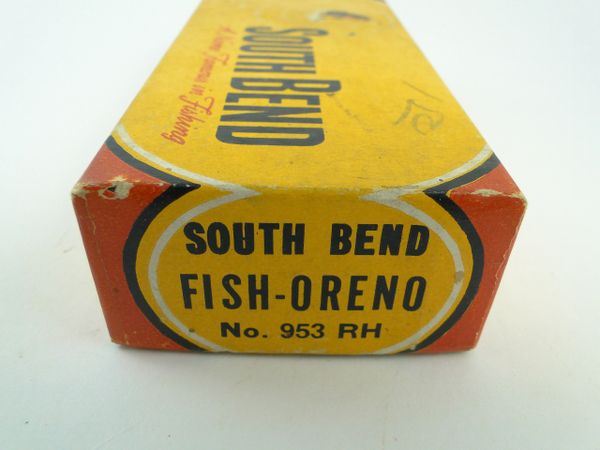 SOUTH BEND
A Name Famous in Fishing
SOUTH BEND
FISH-ORENO
No. 953 RH